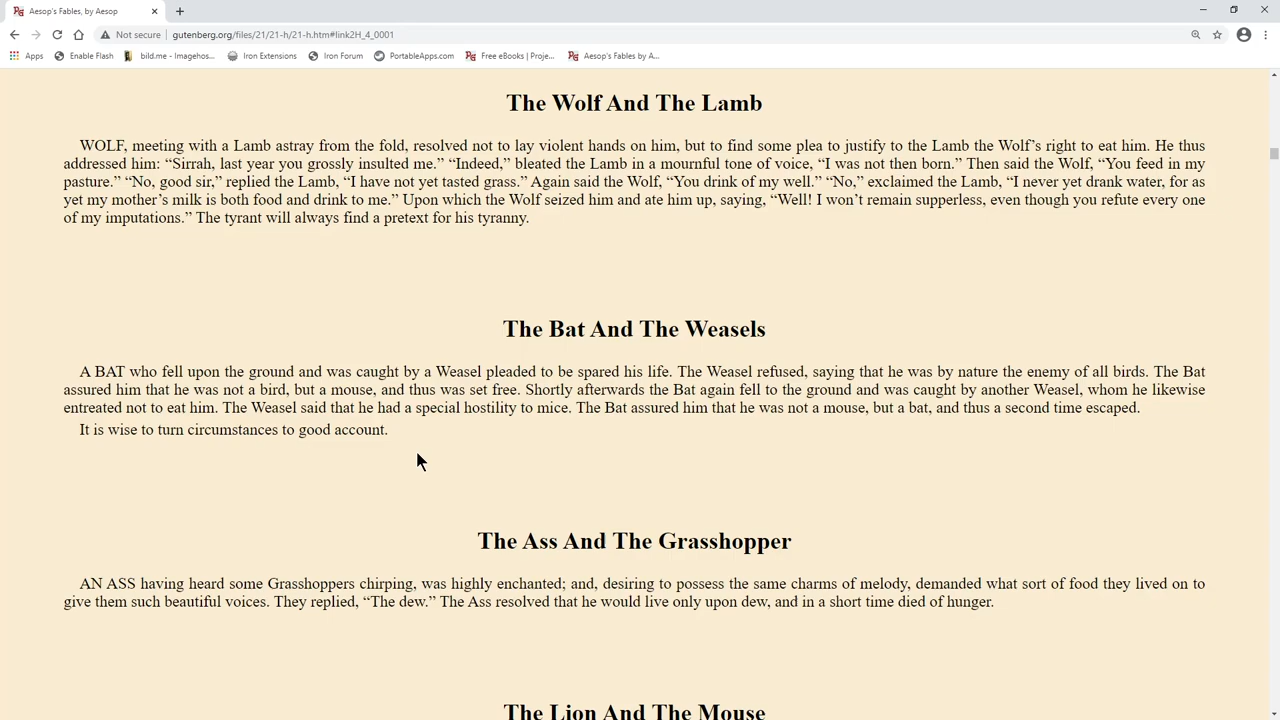 Aesop's Fables, by Aesop
Not secure | gutenberg.org/files/21/21-h/21-h.htm#link2H_4_0001
Apps Enable Flash bild.me - Imagehos... Iron Extensions Iron Forum PortableApps.com Free eBooks | Proje... Aesop's Fables by A...
The Wolf And The Lamb
WOLF, meeting with a Lamb astray from the fold, resolved not to lay violent hands on him, but to find some plea to justify to the Lamb the Wolf’s right to eat him. He thus
addressed him: “Sirrah, last year you grossly insulted me.” “Indeed,” bleated the Lamb in a mournful tone of voice, “I was not then born.” Then said the Wolf, “You feed in my
pasture.” “No, good sir,” replied the Lamb, “I have not yet tasted grass.” Again said the Wolf, “You drink of my well.” “No,” exclaimed the Lamb, “I never yet drank water, for as
yet my mother’s milk is both food and drink to me.” Upon which the Wolf seized him and ate him up, saying, “Well! I won’t remain supperless, even though you refute every one
of my imputations.” The tyrant will always find a pretext for his tyranny.
The Bat And The Weasels
A BAT who fell upon the ground and was caught by a Weasel pleaded to be spared his life. The Weasel refused, saying that he was by nature the enemy of all birds. The Bat
assured him that he was not a bird, but a mouse, and thus was set free. Shortly afterwards the Bat again fell to the ground and was caught by another Weasel, whom he likewise
entreated not to eat him. The Weasel said that he had a special hostility to mice. The Bat assured him that he was not a mouse, but a bat, and thus a second time escaped.
It is wise to turn circumstances to good account.
The Ass And The Grasshopper
AN ASS having heard some Grasshoppers chirping, was highly enchanted; and, desiring to possess the same charms of melody, demanded what sort of food they lived on to
give them such beautiful voices. They replied, “The dew.” The Ass resolved that he would live only upon dew, and in a short time died of hunger.
The Lion And The Mouse